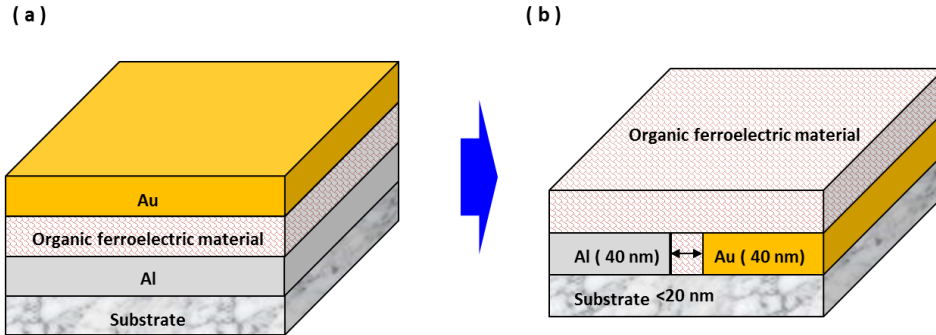 ( a )
( b )
Au
Organic ferroelectric material
Al
Substrate
Organic ferroelectric material
Al ( 40 nm)
Au ( 40 nm)
Substrate <20 nm